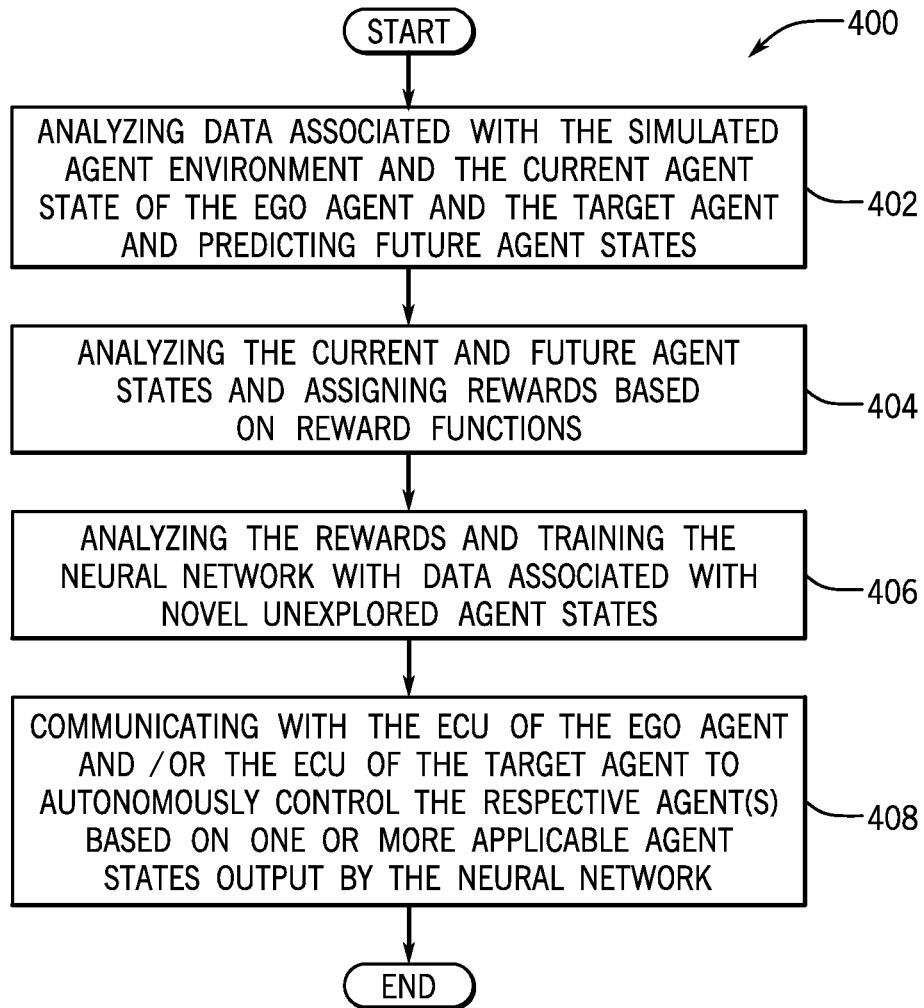 START
400
ANALYZING DATA ASSOCIATED WITH THE SIMULATED
AGENT ENVIRONMENT AND THE CURRENT AGENT
STATE OF THE EGO AGENT AND THE TARGET AGENT
AND PREDICTING FUTURE AGENT STATES
402
ANALYZING THE CURRENT AND FUTURE AGENT
STATES AND ASSIGNING REWARDS BASED
ON REWARD FUNCTIONS
404
ANALYZING THE REWARDS AND TRAINING THE
NEURAL NETWORK WITH DATA ASSOCIATED WITH
NOVEL UNEXPLORED AGENT STATES
406
COMMUNICATING WITH THE ECU OF THE EGO AGENT
AND /OR THE ECU OF THE TARGET AGENT TO
AUTONOMOUSLY CONTROL THE RESPECTIVE AGENT(S)
BASED ON ONE OR MORE APPLICABLE AGENT
STATES OUTPUT BY THE NEURAL NETWORK
408
END